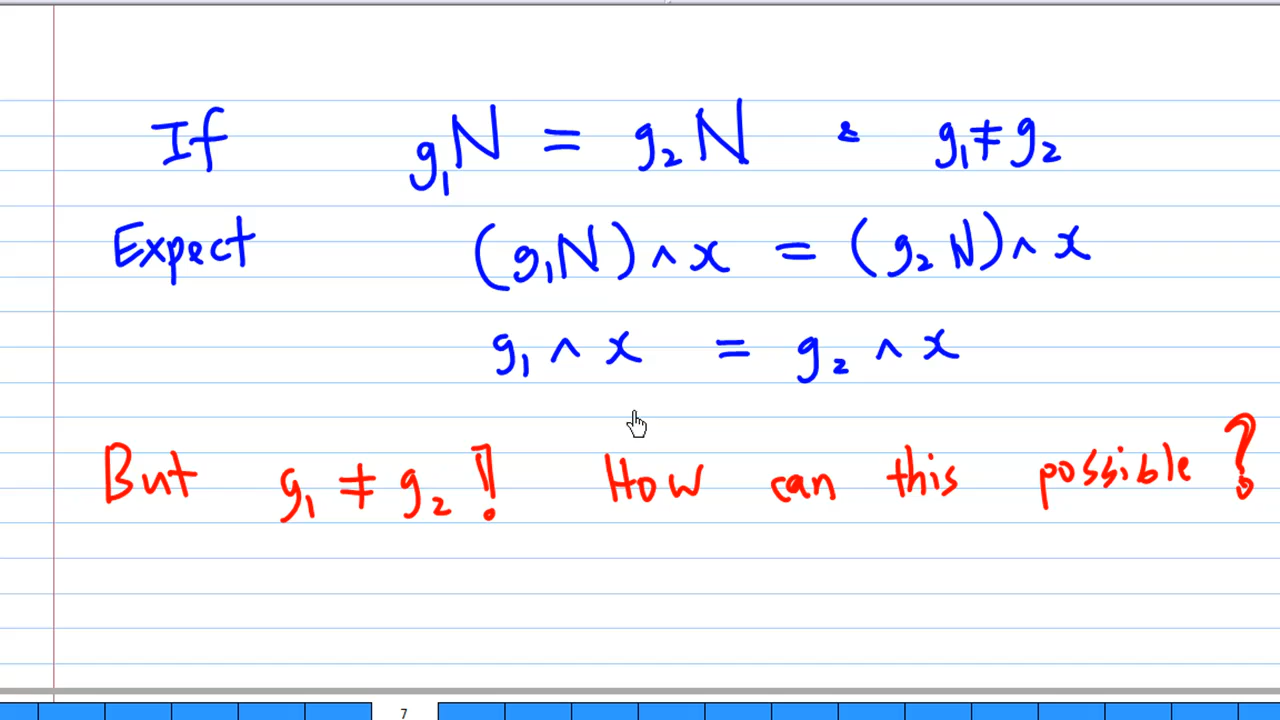 If g₁N = g₂N & g₁≠g₂
Expect (g₁N)∧x = (g₂N)∧x
g₁∧x = g₂∧x
But g₁≠g₂! How can this possible?
7